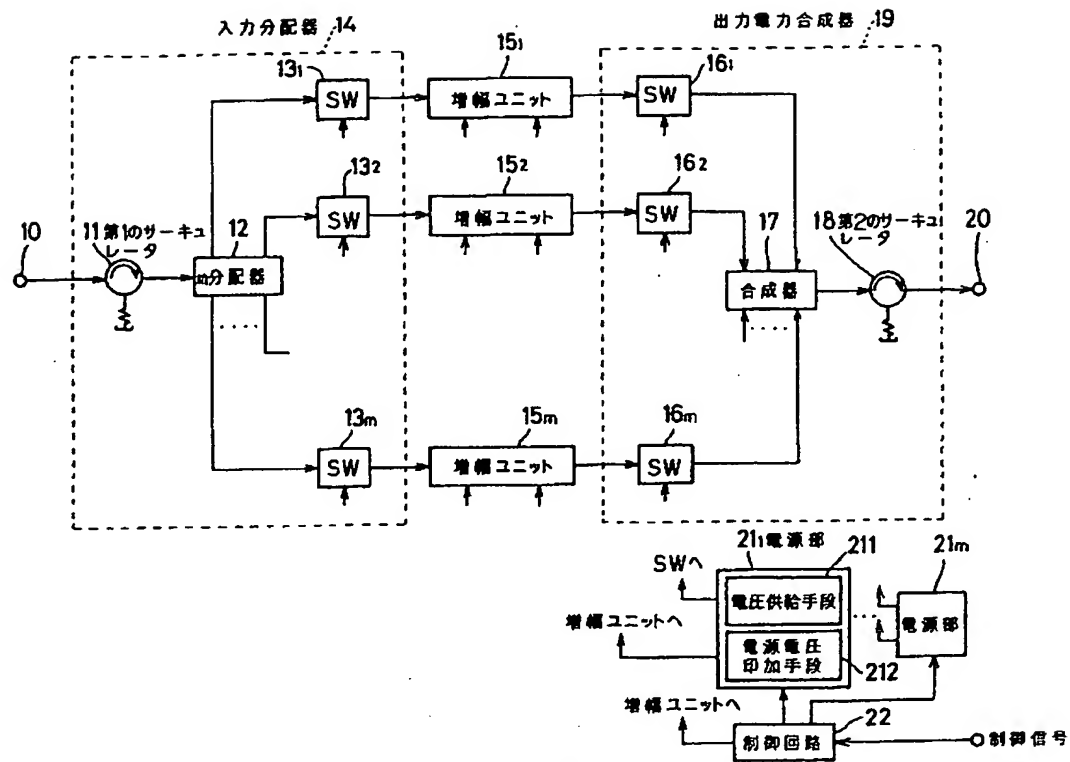 入力分配器 14
出力電力合成器 19
13₁
SW
15₁
増幅ユニット
16₁
SW
13₂
SW
15₂
増幅ユニット
16₂
SW
10
11 第1のサーキュ
レータ
12
分配器
17
合成器
18 第2のサーキュ
レータ
20
13m
SW
15m
増幅ユニット
16m
SW
21₁ 電源部
211
21m
SWへ
電圧供給手段
電源部
増幅ユニットへ
電源電圧
印加手段
212
増幅ユニットへ
制御回路
22
制御信号